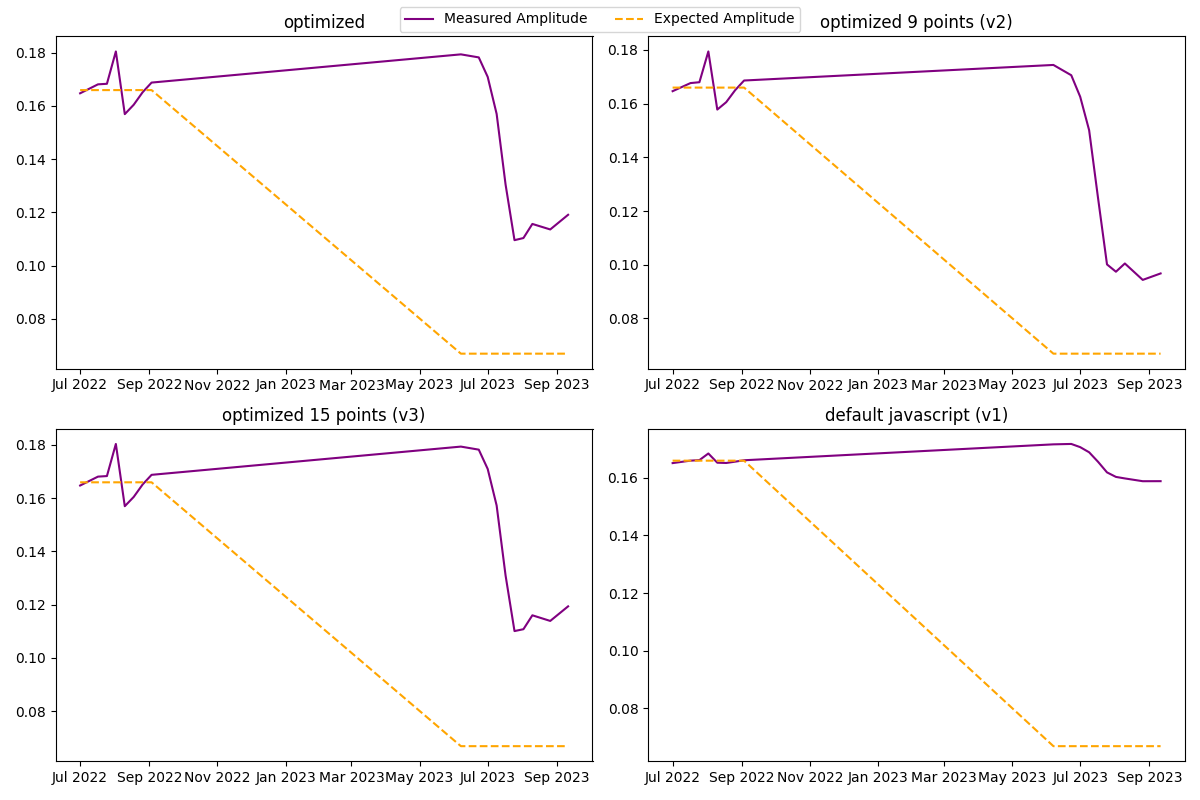 Measured Amplitude Expected Amplitude
optimized
0.18
0.16
0.14
0.12
0.10
0.08
Jul 2022 Sep 2022 Nov 2022 Jan 2023 Mar 2023 May 2023 Jul 2023 Sep 2023
optimized 9 points (v2)
0.18
0.16
0.14
0.12
0.10
0.08
Jul 2022 Sep 2022 Nov 2022 Jan 2023 Mar 2023 May 2023 Jul 2023 Sep 2023
optimized 15 points (v3)
0.18
0.16
0.14
0.12
0.10
0.08
Jul 2022 Sep 2022 Nov 2022 Jan 2023 Mar 2023 May 2023 Jul 2023 Sep 2023
default javascript (v1)
0.16
0.14
0.12
0.10
0.08
Jul 2022 Sep 2022 Nov 2022 Jan 2023 Mar 2023 May 2023 Jul 2023 Sep 2023